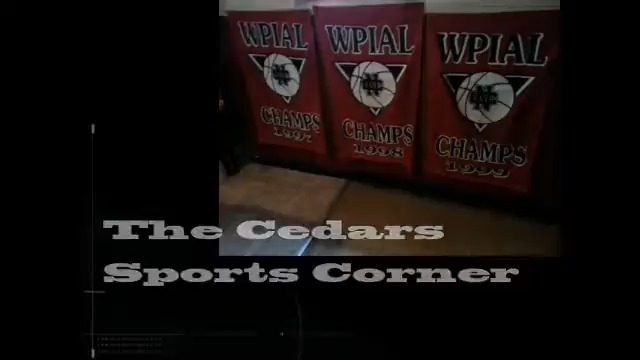 WPIAL
CHAMPS
1997
WPIAL
CHAMPS
1998
WPIAL
CHAMPS
1999
The Cedars
Sports Corner